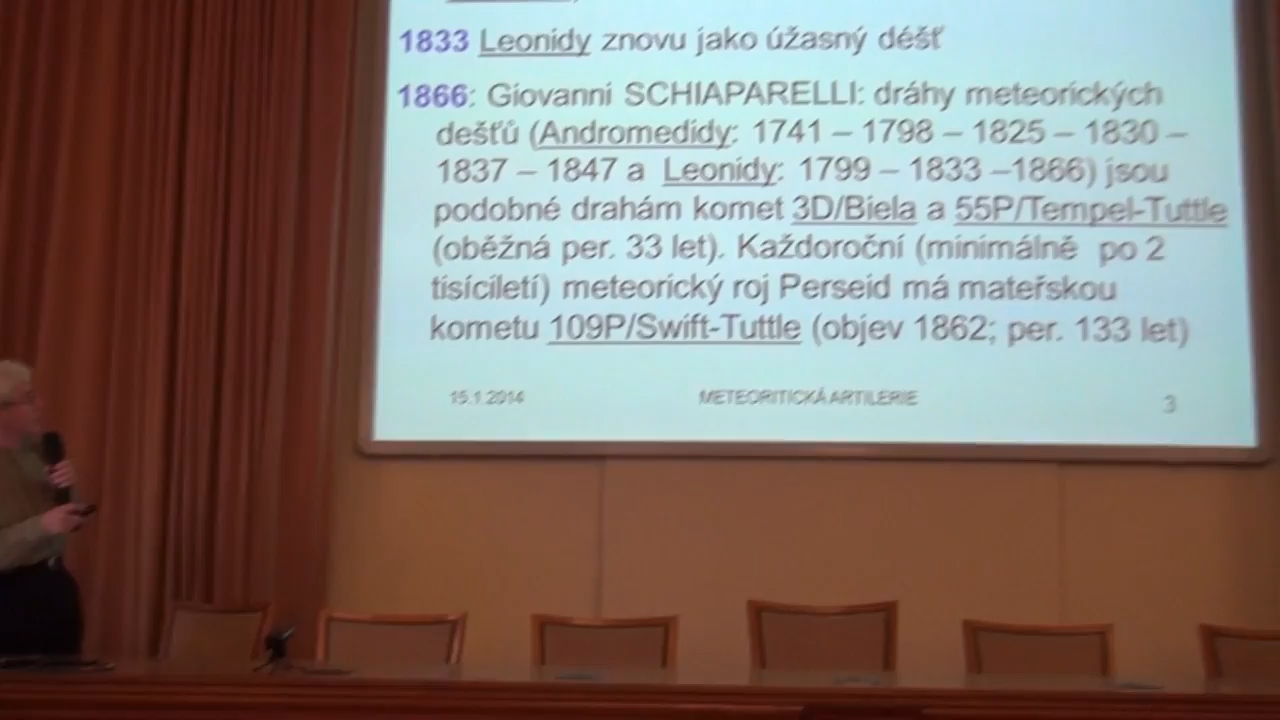 1833 Leonidy znovu jako úžasný déšť
1866: Giovanni SCHIAPARELLI: dráhy meteorických
dešťů (Andromedidy: 1741 – 1798 – 1825 – 1830 –
1837 – 1847 a Leonidy: 1799 – 1833 –1866) jsou
podobné drahám komet 3D/Biela a 55P/Tempel-Tuttle
(oběžná per. 33 let). Každoroční (minimálně po 2
tisíciletí) meteorický roj Perseid má mateřskou
kometu 109P/Swift-Tuttle (objev 1862; per. 133 let)
15.1.2014 METEORITICKÁ ARTILERIE 3